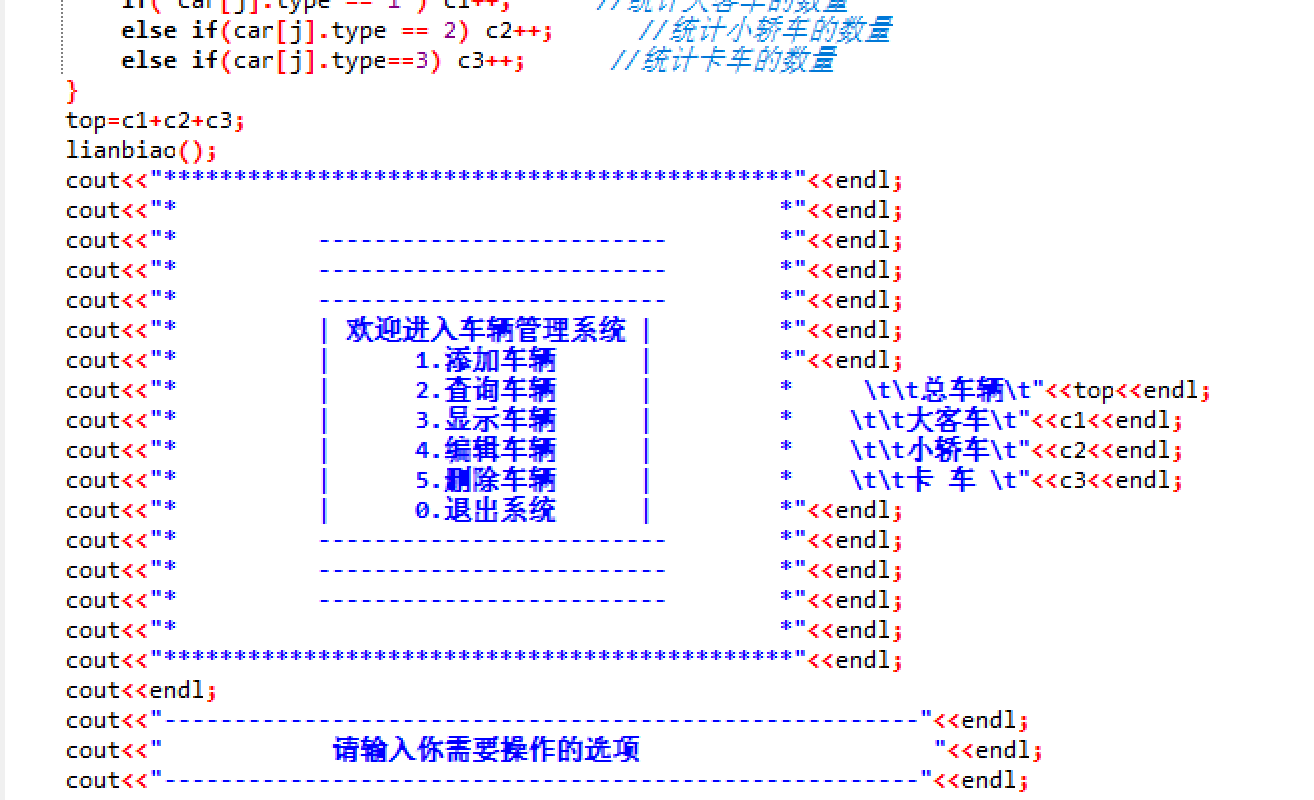 if( car[j].type == 1 ) c1++;      //统计大客车的数量
else if(car[j].type == 2) c2++;      //统计小轿车的数量
else if(car[j].type==3) c3++;      //统计卡车的数量
}
top=c1+c2+c3;
lianbiao();
cout<<"*********************************************"<<endl;
cout<<"*                                           *"<<endl;
cout<<"*          -------------------------        *"<<endl;
cout<<"*          -------------------------        *"<<endl;
cout<<"*          -------------------------        *"<<endl;
cout<<"*          | 欢迎进入车辆管理系统 |         *"<<endl;
cout<<"*          |      1.添加车辆      |         *"<<endl;
cout<<"*          |      2.查询车辆      |         *     \t\t总车辆\t"<<top<<endl;
cout<<"*          |      3.显示车辆      |         *    \t\t大客车\t"<<c1<<endl;
cout<<"*          |      4.编辑车辆      |         *    \t\t小轿车\t"<<c2<<endl;
cout<<"*          |      5.删除车辆      |         *    \t\t卡 车 \t"<<c3<<endl;
cout<<"*          |      0.退出系统      |         *"<<endl;
cout<<"*          -------------------------        *"<<endl;
cout<<"*          -------------------------        *"<<endl;
cout<<"*          -------------------------        *"<<endl;
cout<<"*                                           *"<<endl;
cout<<"*********************************************"<<endl;
cout<<endl;
cout<<"------------------------------------------------------"<<endl;
cout<<"            请输入你需要操作的选项                     "<<endl;
cout<<"------------------------------------------------------"<<endl;